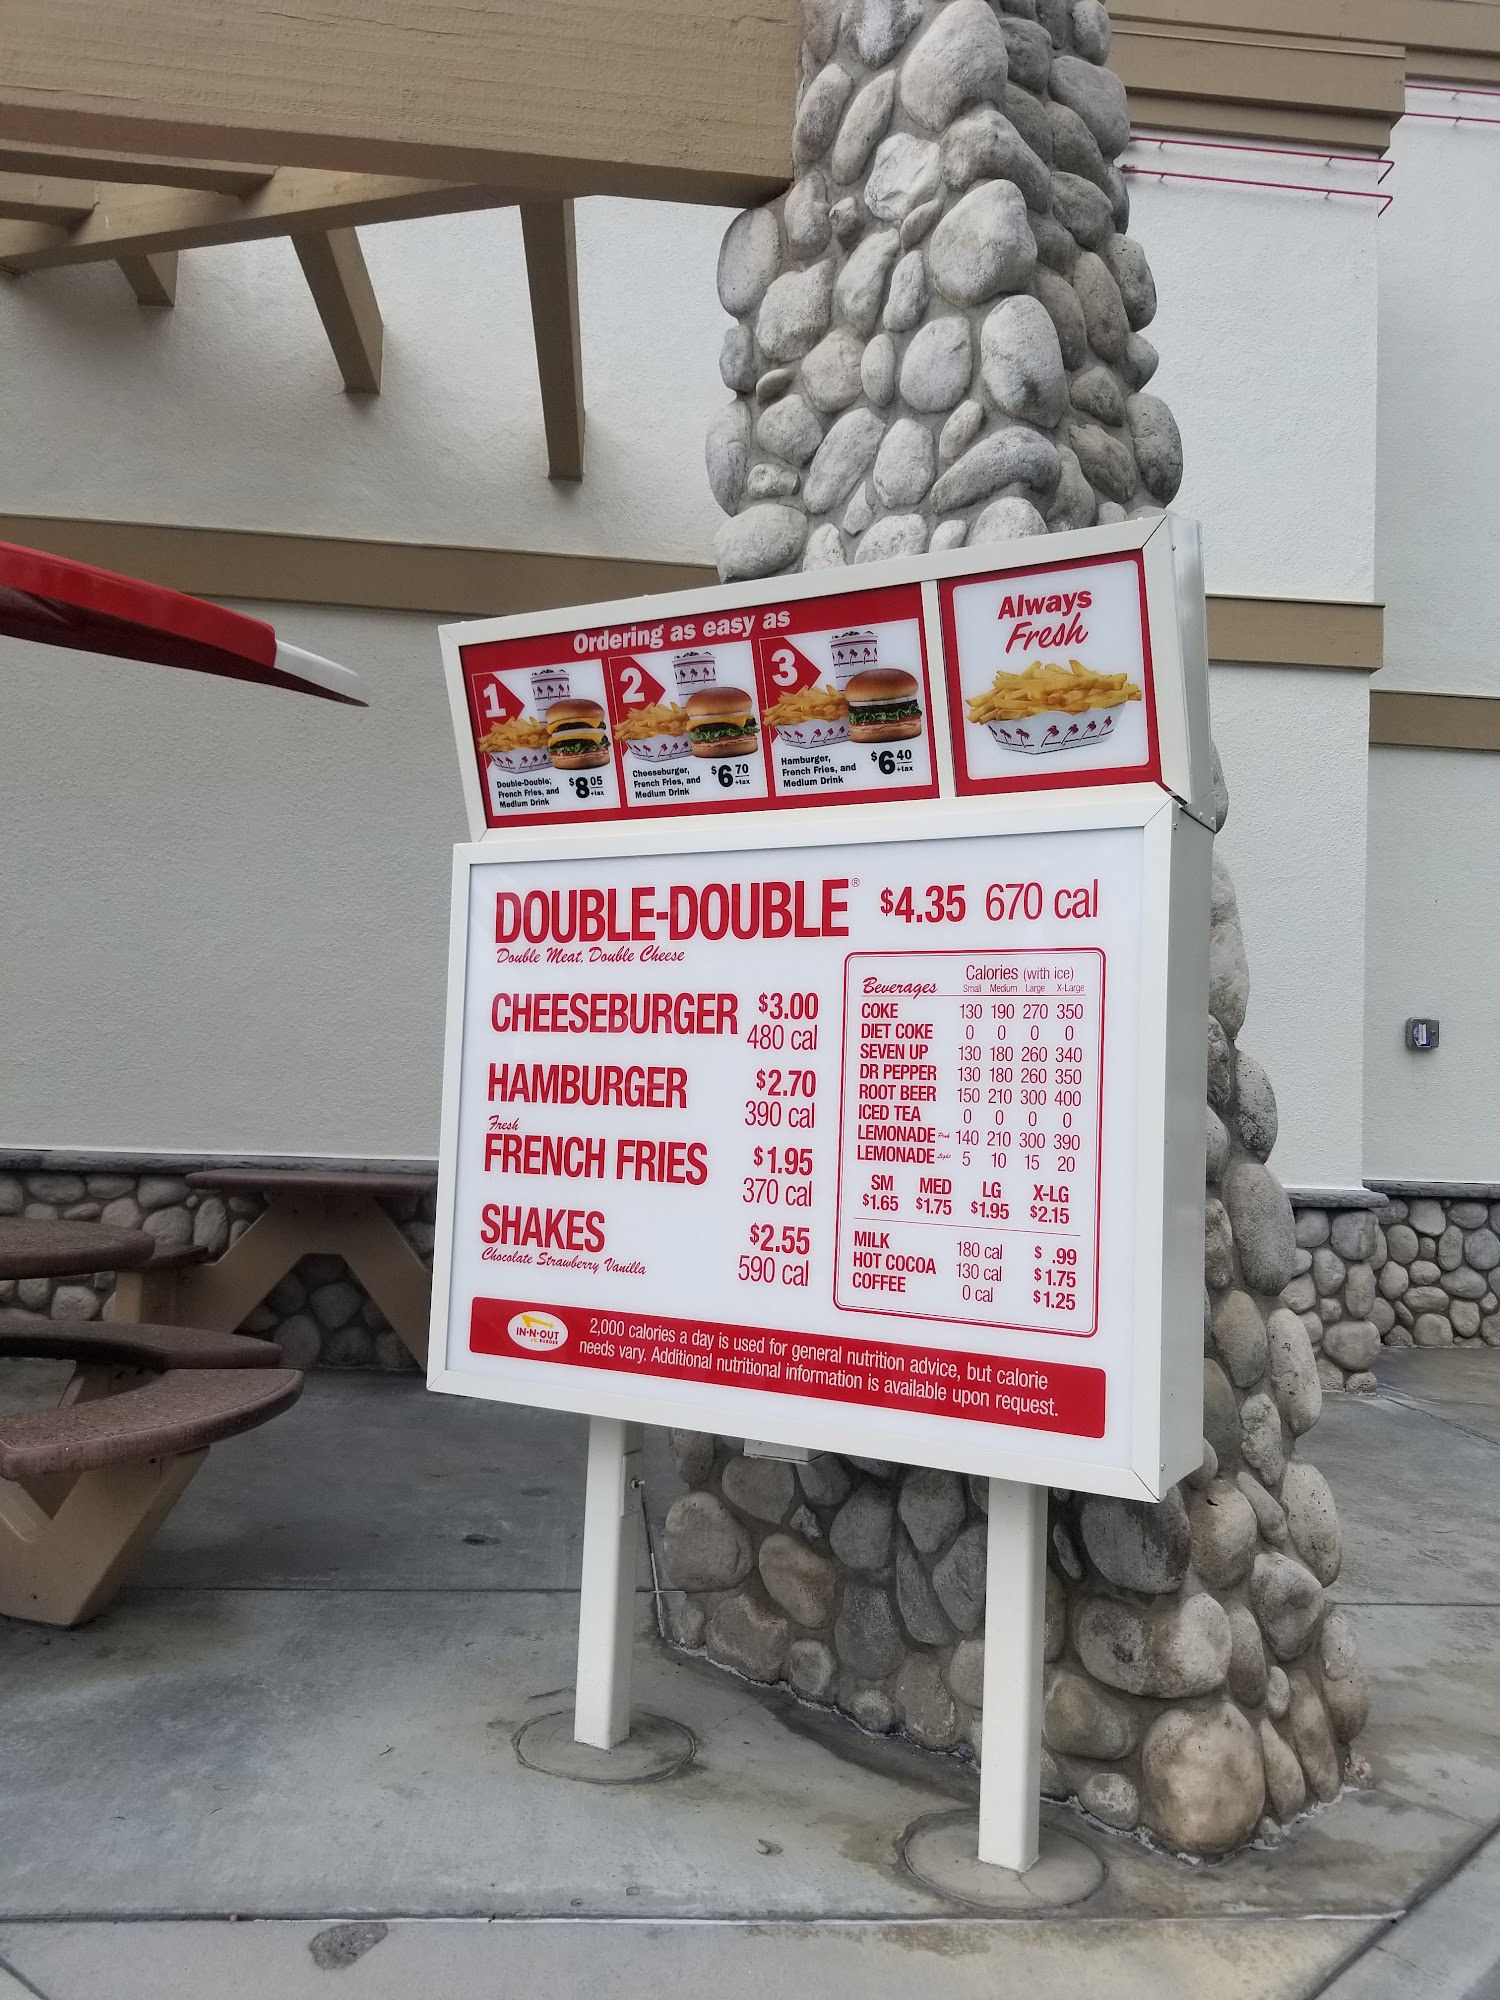 Ordering as easy as
1
Double-Double,
French Fries, and
Medium Drink
$8 05
+tax
2
Cheeseburger,
French Fries, and
Medium Drink
$6 70
+tax
3
Hamburger,
French Fries, and
Medium Drink
$6 40
+tax
Always
Fresh
DOUBLE-DOUBLE® $4.35 670 cal
Double Meat, Double Cheese
CHEESEBURGER $3.00
480 cal
HAMBURGER $2.70
390 cal
Fresh
FRENCH FRIES $1.95
370 cal
SHAKES $2.55
Chocolate Strawberry Vanilla 590 cal
Calories (with ice)
Beverages Small Medium Large X-Large
COKE 130 190 270 350
DIET COKE 0 0 0 0
SEVEN UP 130 180 260 340
DR PEPPER 130 180 260 350
ROOT BEER 150 210 300 400
ICED TEA 0 0 0 0
LEMONADE Pink 140 210 300 390
LEMONADE Light 5 10 15 20
SM MED LG X-LG
$1.65 $1.75 $1.95 $2.15
MILK 180 cal $ .99
HOT COCOA 130 cal $1.75
COFFEE 0 cal $1.25
IN-N-OUT
BURGER
2,000 calories a day is used for general nutrition advice, but calorie
needs vary. Additional nutritional information is available upon request.